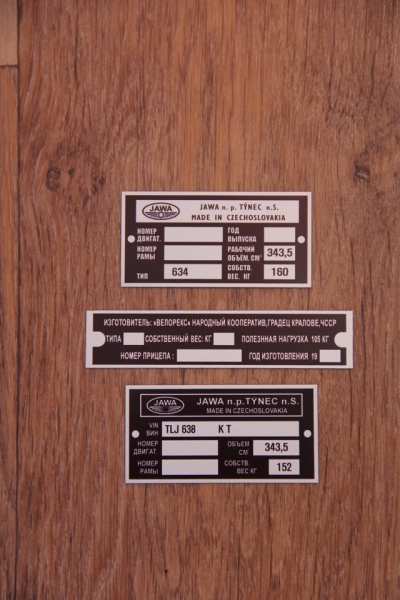 JAWA
JAWA n. p. TÝNEC n.S.
MADE IN CZECHOSLOVAKIA
НОМЕР ДВИГАТ.
ГОД ВЫПУСКА
НОМЕР РАМЫ
РАБОЧИЙ ОБЪЕМ. СМ³ 343,5
ТИП 634
СОБСТВ. ВЕС. КГ 160
ИЗГОТОВИТЕЛЬ: »ВЕЛОРЕКС« НАРОДНЫЙ КООПЕРАТИВ,ГРАДЕЦ КРАЛОВЕ,ЧССР
ТИПА СОБСТВЕННЫЙ ВЕС: КГ ПОЛЕЗННАЯ НАГРУЗКА 105 КГ
НОМЕР ПРИЦЕПА : ГОД ИЗГОТОВЛЕНИЯ 19
JAWA
JAWA n.p.TYNEC n.S.
MADE IN CZECHOSLOVAKIA
VIN ВИН TLJ 638 K T
НОМЕР ДВИГАТ.
ОБЪЕМ СМ³ 343,5
НОМЕР РАМЫ
СОБСТВ. ВЕС КГ 152